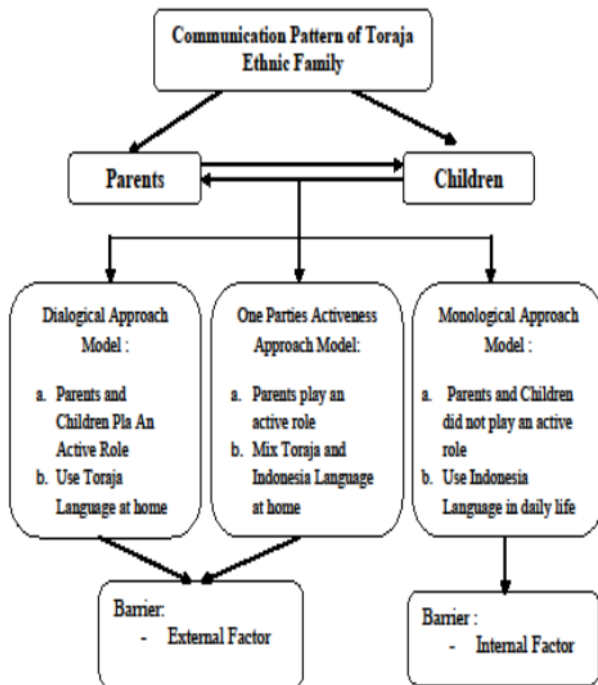 Communication Pattern of Toraja
Ethnic Family
Parents
Children
Dialogical Approach
Model :
a. Parents and
Children Pla An
Active Role
b. Use Toraja
Language at home
One Parties Activeness
Approach Model:
a. Parents play an
active role
b. Mix Toraja and
Indonesia Language
at home
Monological Approach
Model :
a. Parents and Children
did not play an active
role
b. Use Indonesia
Language in daily life
Barrier:
- External Factor
Barrier :
- Internal Factor